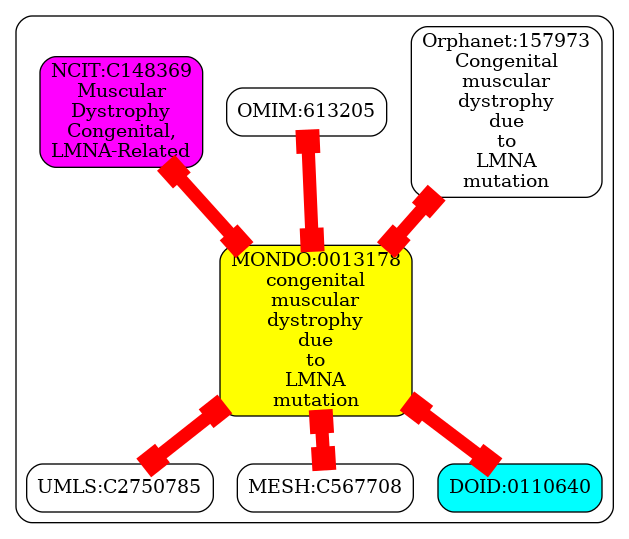 NCIT:C148369
Muscular
Dystrophy
Congenital,
LMNA-Related
OMIM:613205
Orphanet:157973
Congenital
muscular
dystrophy
due
to
LMNA
mutation
MONDO:0013178
congenital
muscular
dystrophy
due
to
LMNA
mutation
UMLS:C2750785
MESH:C567708
DOID:0110640